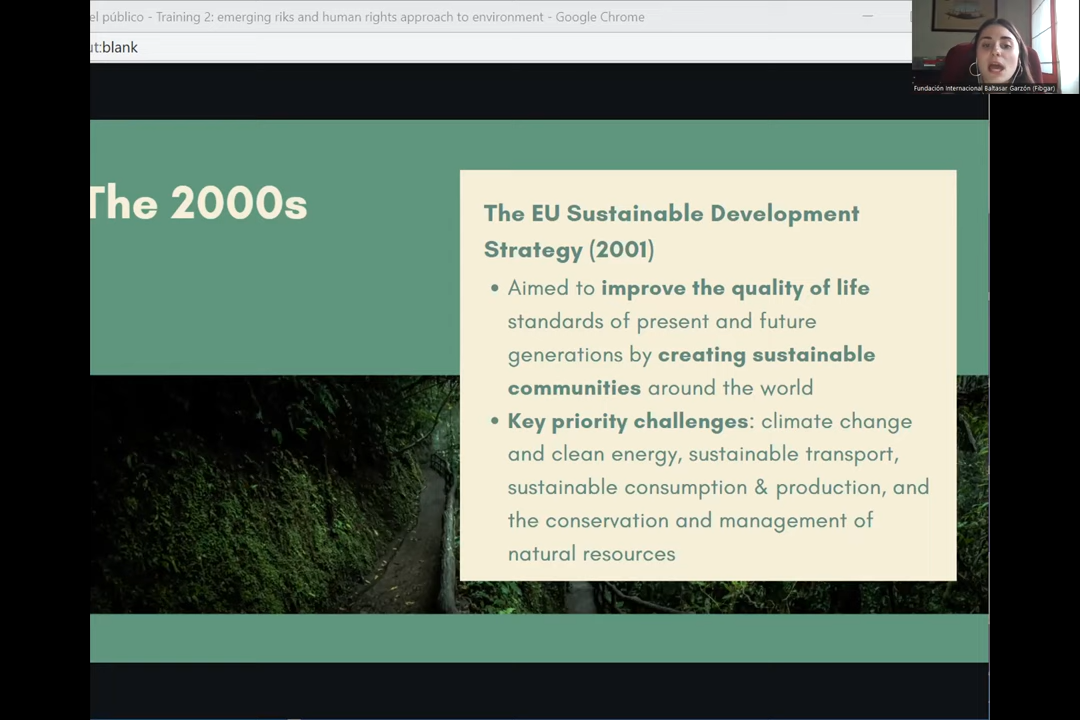 el público - Training 2: emerging riks and human rights approach to environment - Google Chrome
ut:blank
Fundación Internacional Baltasar Garzón (Fibgar)
The 2000s
The EU Sustainable Development
Strategy (2001)
• Aimed to improve the quality of life
standards of present and future
generations by creating sustainable
communities around the world
• Key priority challenges: climate change
and clean energy, sustainable transport,
sustainable consumption & production, and
the conservation and management of
natural resources